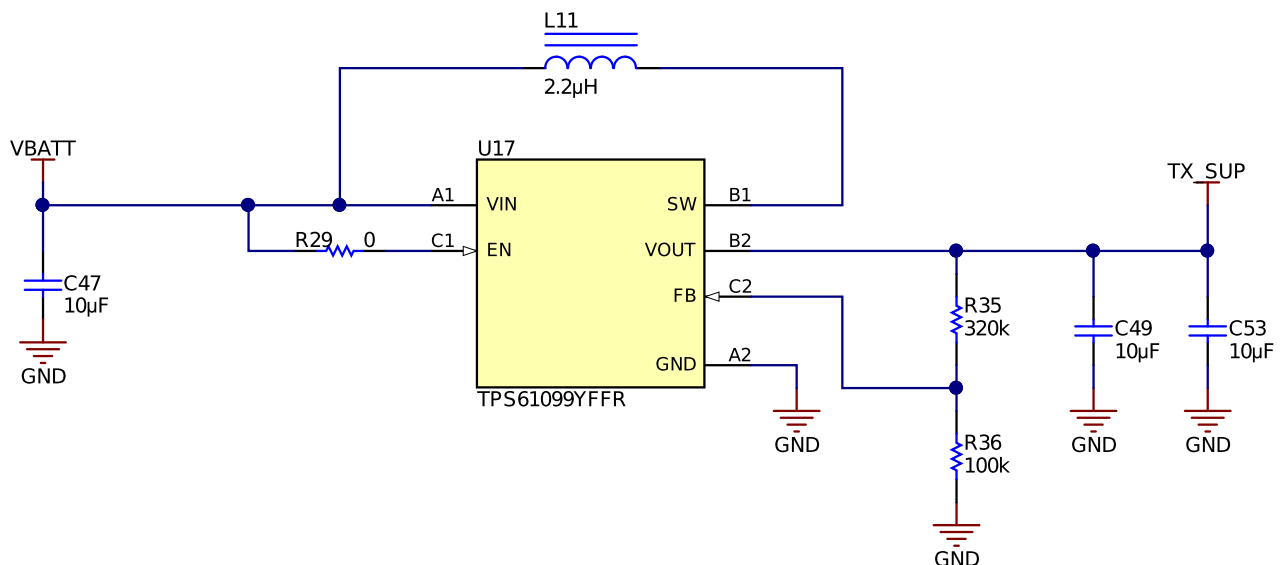 L11
2.2µH
VBATT
U17
TX_SUP
A1
VIN
SW
B1
R29
0
C1
EN
VOUT
B2
C47
10µF
FB
C2
R35
320k
C49
10µF
C53
10µF
GND
GND
A2
TPS61099YFFR
GND
R36
100k
GND
GND
GND